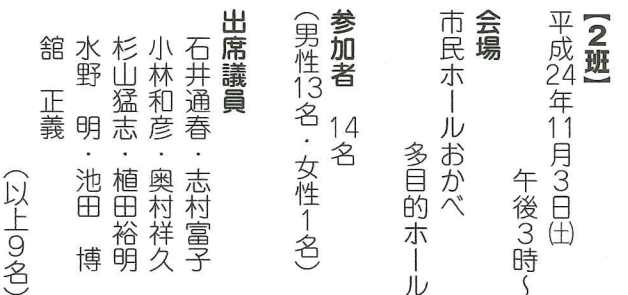 【2班】
平成24年11月3日㈯
午後3時~
会場
市民ホールおかべ
多目的ホール
参加者　14名
（男性13名・女性1名）
出席議員
石井通春・志村富子
小林和彦・奥村祥久
杉山猛志・植田裕明
水野　明・池田　博
舘　正義
（以上9名）